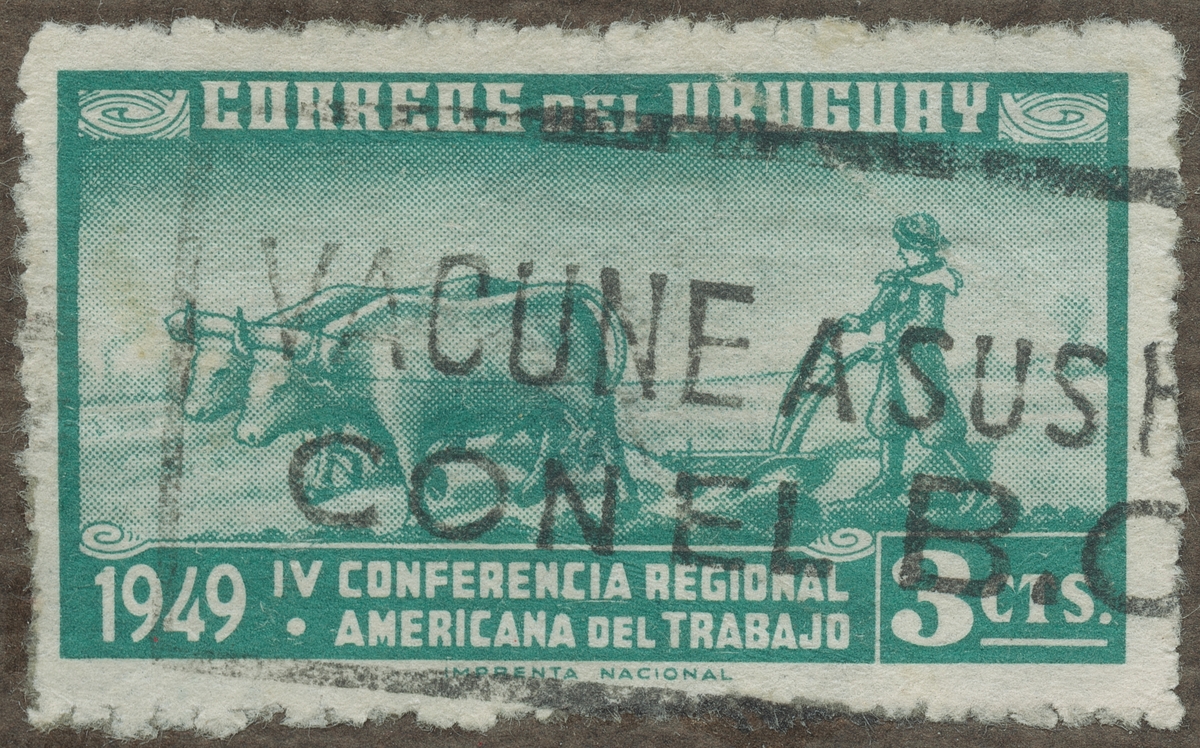 CORREOS DEL URUGUAY
VACUNE A SUS H
CON EL B.C
1949 IV CONFERENCIA REGIONAL
• AMERICANA DEL TRABAJO
3 CTS.
IMPRENTA NACIONAL